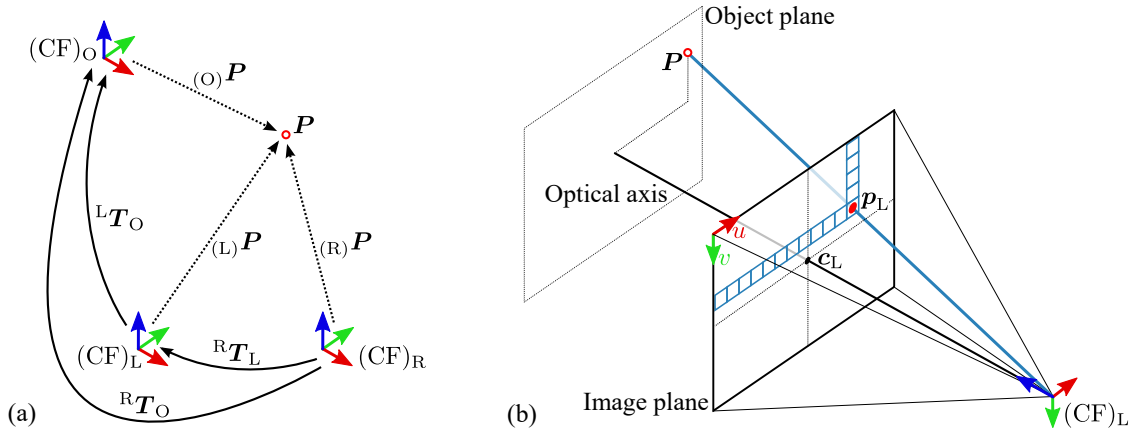 (CF)O
(O)P
P
LTO
(L)P
(R)P
(CF)L
RTL
(CF)R
RTO
(a)
Object plane
P
Optical axis
pL
u
v
cL
Image plane
(CF)L
(b)